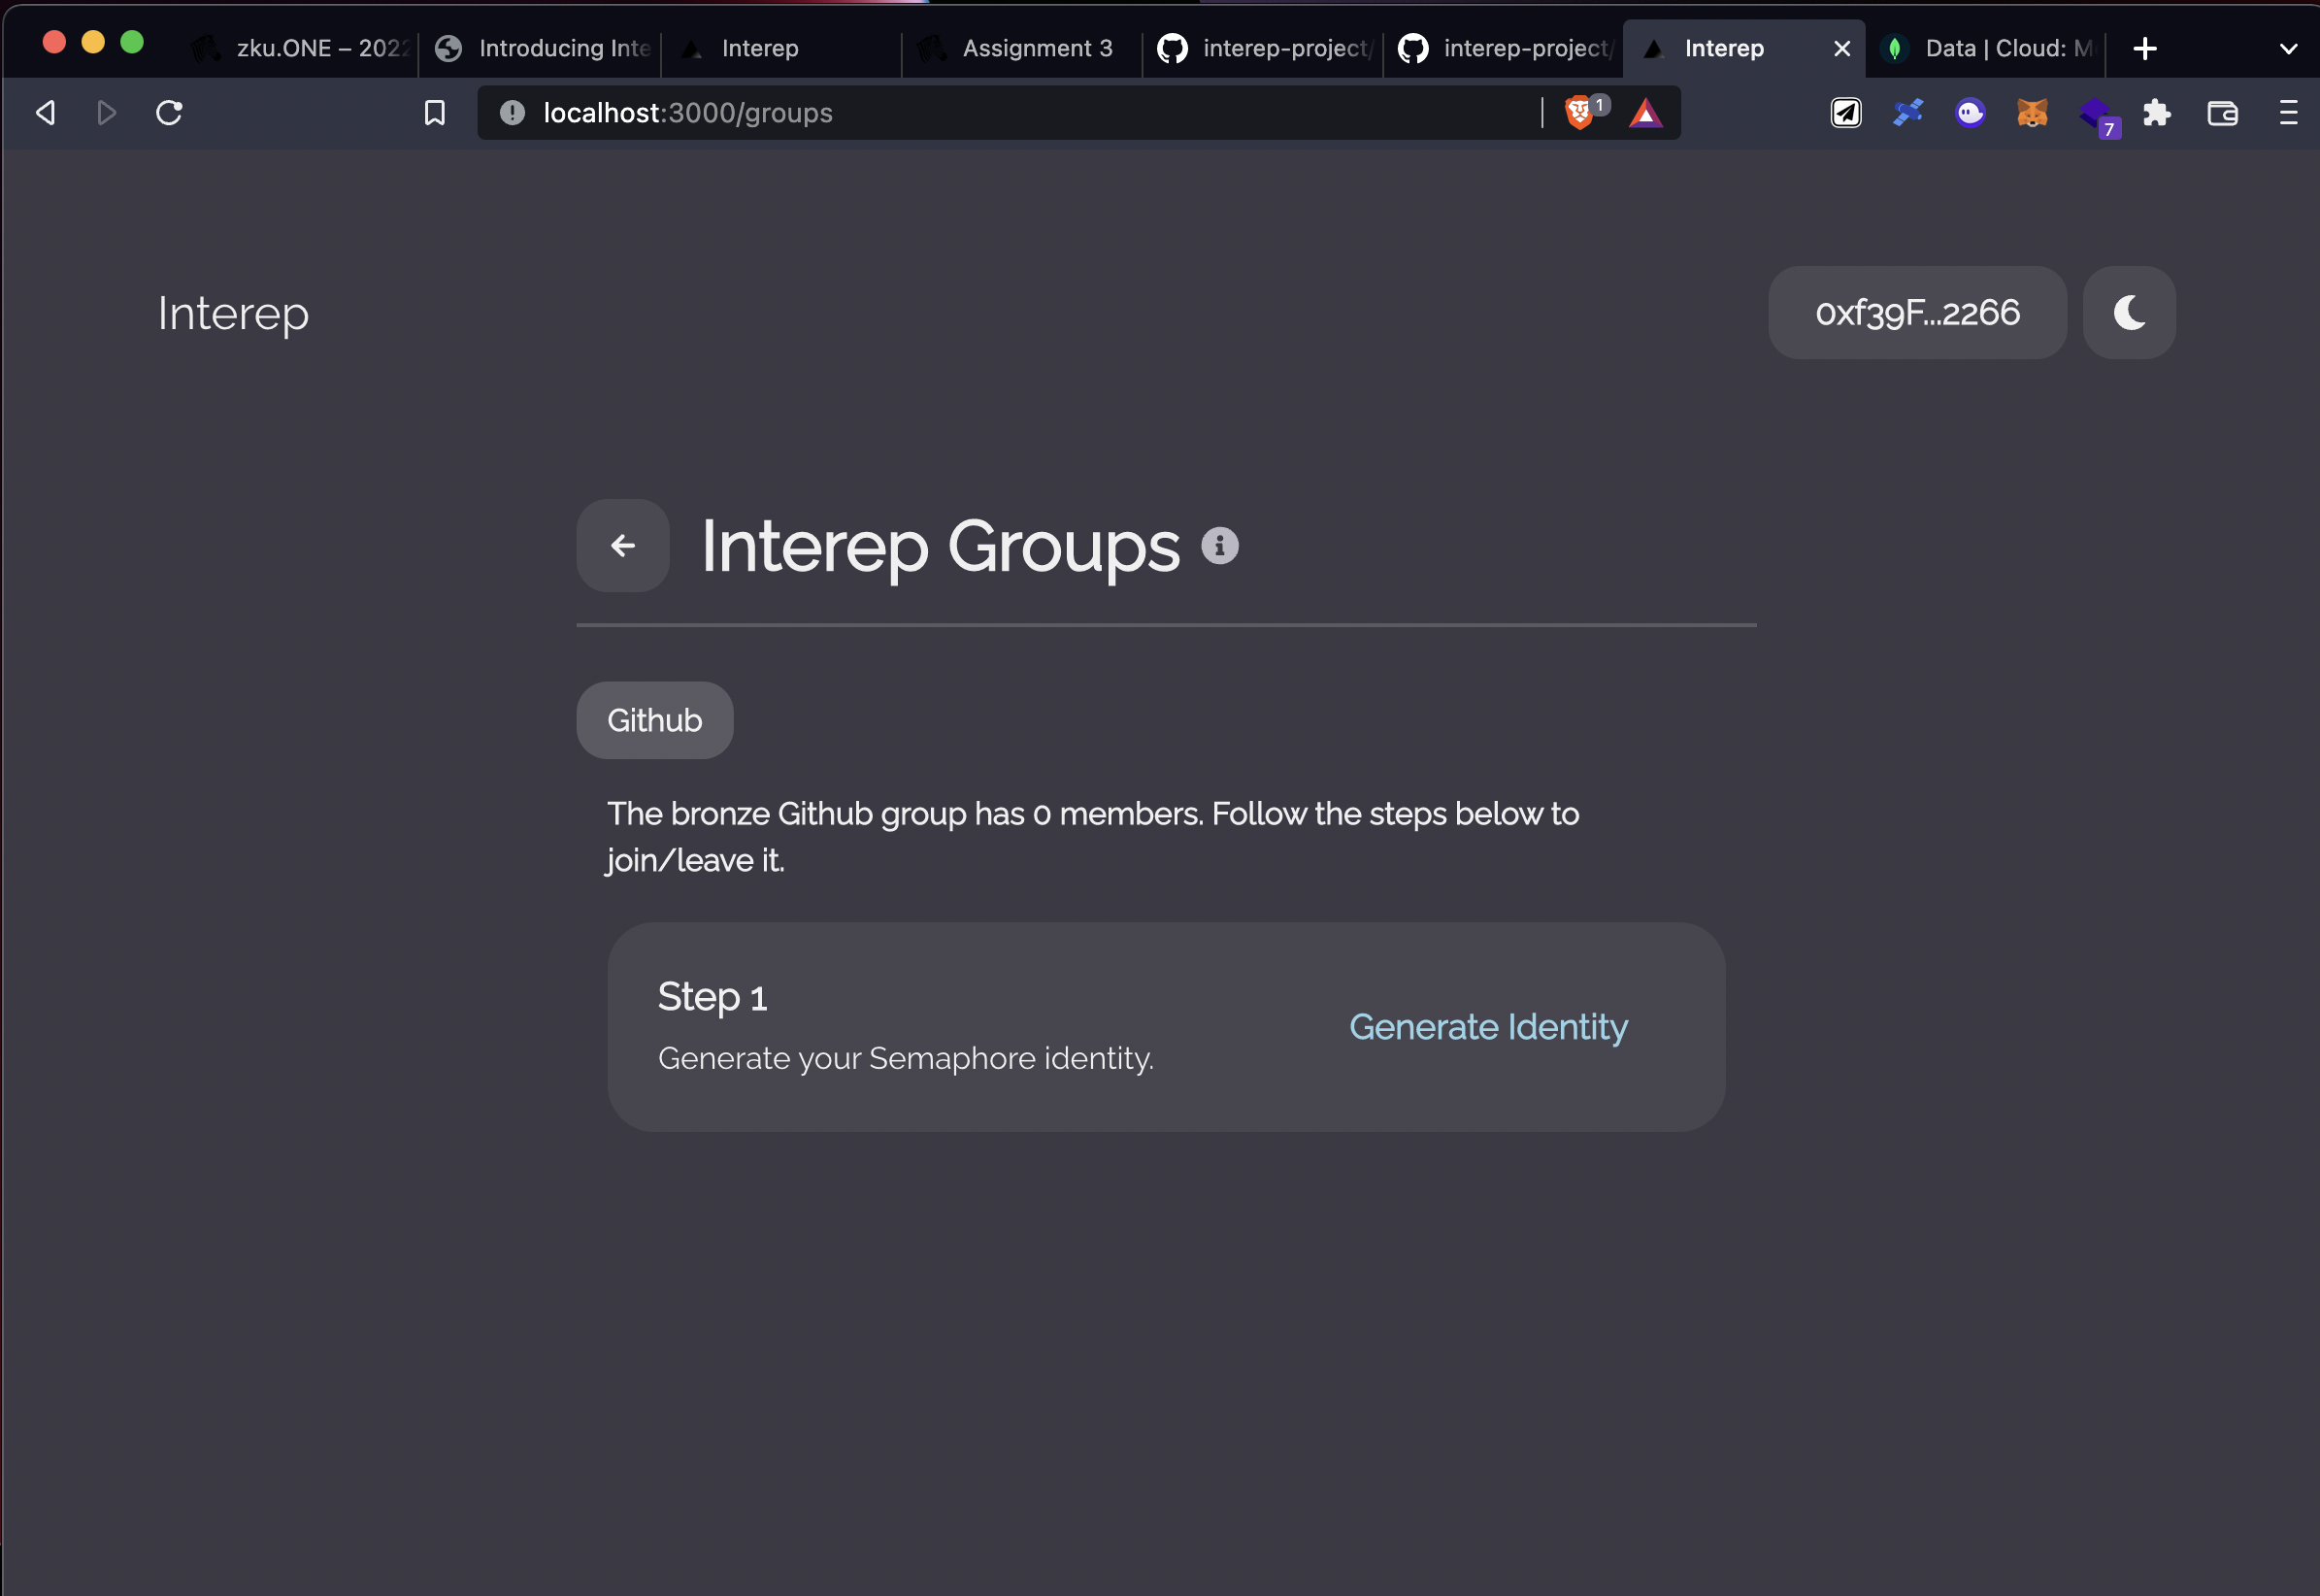 zku.ONE – 2022
Introducing Inte
Interep
Assignment 3
interep-project/
interep-project/
Interep
Data | Cloud: M
localhost:3000/groups
1
7
Interep
0xf39F...2266
Interep Groups
Github
The bronze Github group has 0 members. Follow the steps below to
join/leave it.
Step 1
Generate your Semaphore identity.
Generate Identity